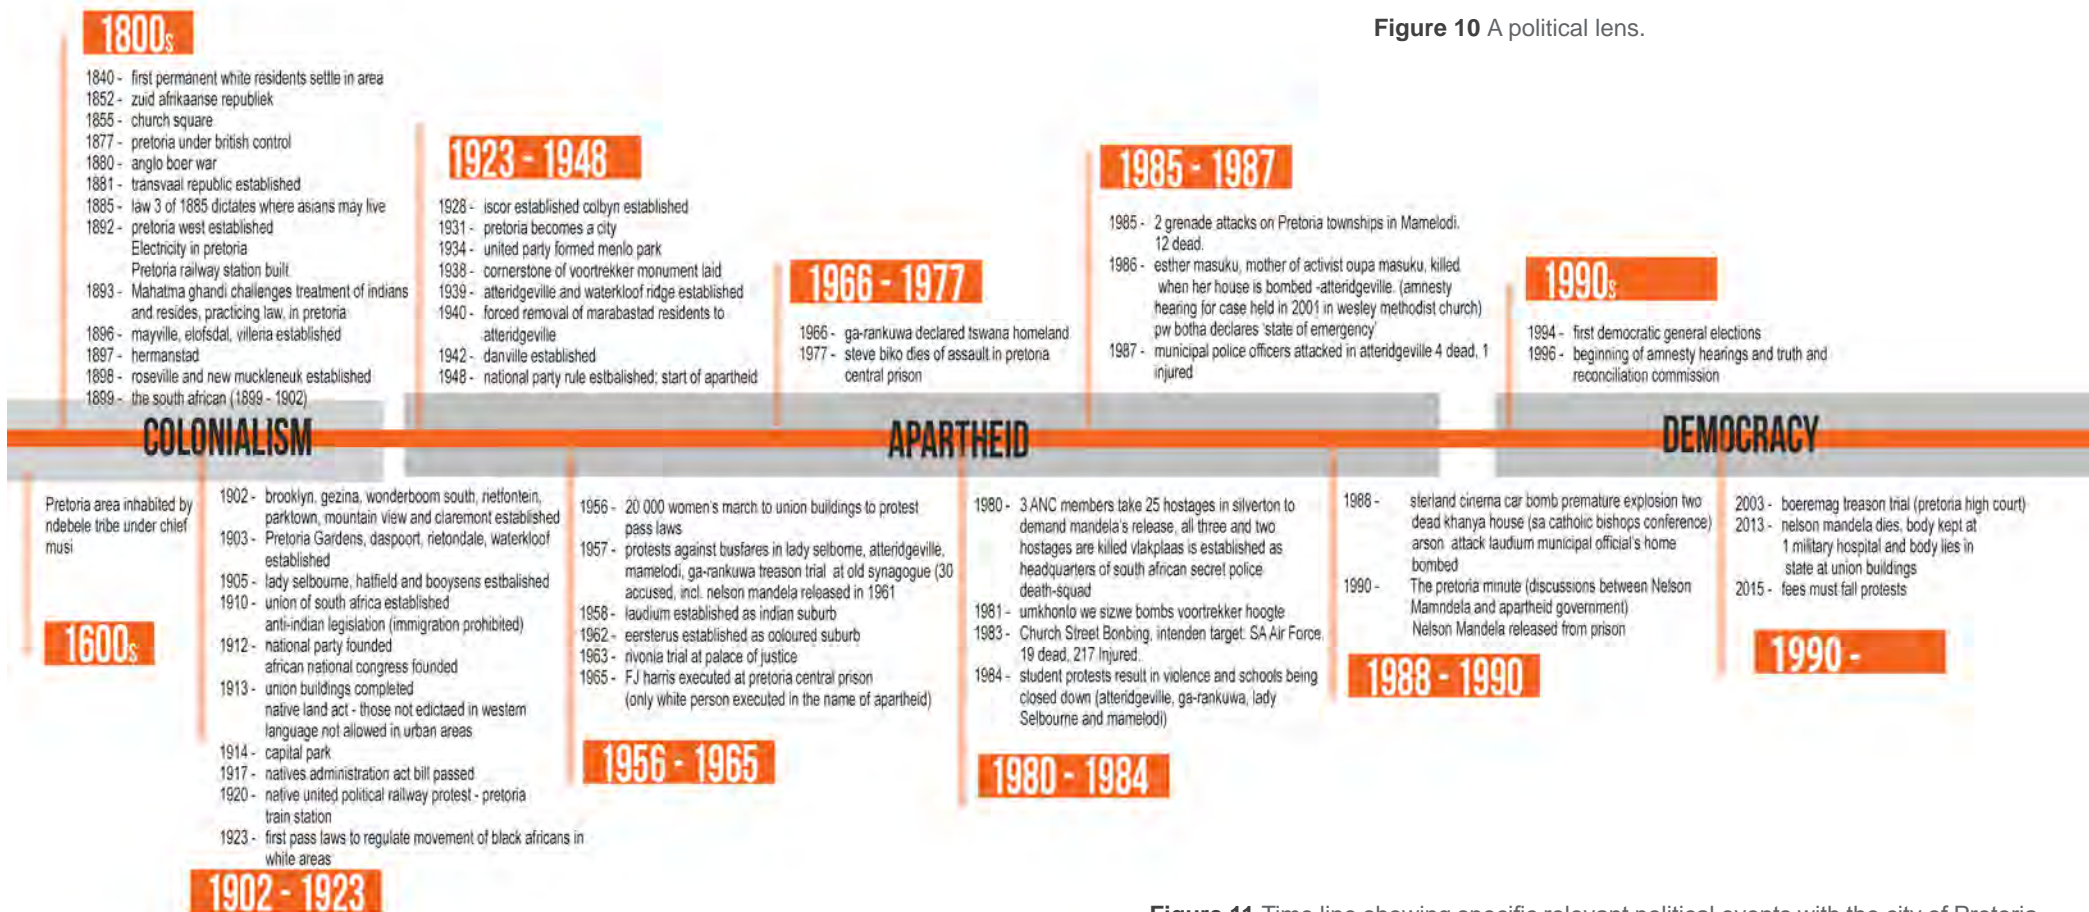 Figure 10 A political lens.
1800s
1840 - first permanent white residents settle in area
1852 - zuid afrikaanse republiek
1855 - church square
1877 - pretoria under british control
1880 - anglo boer war
1881 - transvaal republic established
1885 - law 3 of 1885 dictates where asians may live
1892 - pretoria west established
Electricity in pretoria
Pretoria railway station built
1893 - Mahatma ghandi challenges treatment of indians
and resides, practicing law, in pretoria
1896 - mayville, elofsdal, villeria established
1897 - hermanstad
1898 - roseville and new muckleneuk established
1899 - the south african (1899 - 1902)
1923 - 1948
1928 - iscor established colbyn established
1931 - pretoria becomes a city
1934 - united party formed menlo park
1938 - cornerstone of voortrekker monument laid
1939 - atteridgeville and waterkloof ridge established
1940 - forced removal of marabastad residents to
atteridgeville
1942 - danville established
1948 - national party rule estbalished; start of apartheid
1966 - 1977
1966 - ga-rankuwa declared tswana homeland
1977 - steve biko dies of assault in pretoria
central prison
1985 - 1987
1985 - 2 grenade attacks on Pretoria townships in Mamelodi.
12 dead.
1986 - esther masuku, mother of activist oupa masuku, killed
when her house is bombed -atteridgeville. (amnesty
hearing for case held in 2001 in wesley methodist church)
pw botha declares 'state of emergency'
1987 - municipal police officers attacked in atteridgeville 4 dead, 1
injured
1990s
1994 - first democratic general elections
1996 - beginning of amnesty hearings and truth and
reconciliation commission
COLONIALISM
APARTHEID
DEMOCRACY
Pretoria area inhabited by
ndebele tribe under chief
musi
1600s
1902 - brooklyn, gezina, wonderboom south, rietfontein,
parktown, mountain view and claremont established
1903 - Pretoria Gardens, daspoort, rietondale, waterkloof
established
1905 - lady selbourne, hatfield and booysens estbalished
1910 - union of south africa established
anti-indian legislation (immigration prohibited)
1912 - national party founded
african national congress founded
1913 - union buildings completed
native land act - those not edictaed in western
language not allowed in urban areas
1914 - capital park
1917 - natives administration act bill passed
1920 - native united political railway protest - pretoria
train station
1923 - first pass laws to regulate movement of black africans in
white areas
1902 - 1923
1956 - 20 000 women's march to union buildings to protest
pass laws
1957 - protests against busfares in lady selborne, atteridgeville,
mamelodi, ga-rankuwa treason trial at old synagogue (30
accused, incl. nelson mandela released in 1961
1958 - laudium established as indian suburb
1962 - eersterus established as coloured suburb
1963 - rivonia trial at palace of justice
1965 - FJ harris executed at pretoria central prison
(only white person executed in the name of apartheid)
1956 - 1965
1980 - 3 ANC members take 25 hostages in silverton to
demand mandela's release, all three and two
hostages are killed vlakplaas is established as
headquarters of south african secret police
death-squad
1981 - umkhonto we sizwe bombs voortrekker hoogte
1983 - Church Street Bonbing, intenden target: SA Air Force.
19 dead, 217 Injured.
1984 - student protests result in violence and schools being
closed down (atteridgeville, ga-rankuwa, lady
Selbourne and mamelodi)
1980 - 1984
1988 - sterland cinema car bomb premature explosion two
dead khanya house (sa catholic bishops conference)
arson attack laudium municipal official's home
bombed
1990 - The pretoria minute (discussions between Nelson
Mamndela and apartheid government)
Nelson Mandela released from prison
1988 - 1990
2003 - boeremag treason trial (pretoria high court)
2013 - nelson mandela dies, body kept at
1 military hospital and body lies in
state at union buildings
2015 - fees must fall protests
1990 -
Figure 11 Time line showing specific relevant political events with the city of Pretoria